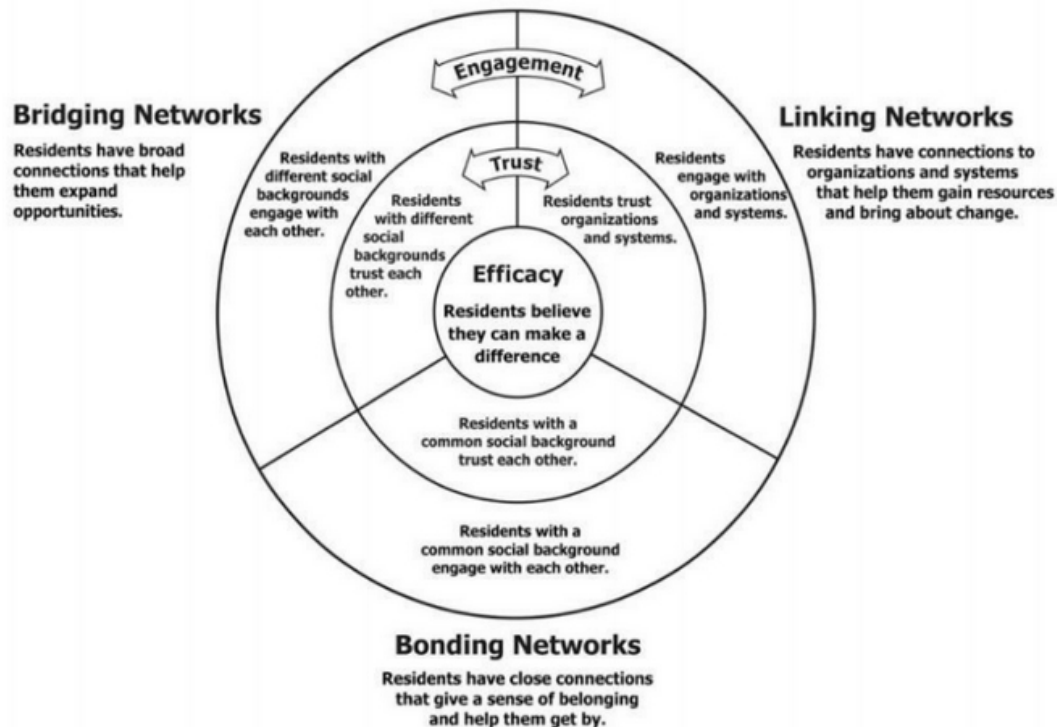 Engagement
Bridging Networks
Residents have broad
connections that help
them expand
opportunities.
Residents with
different social
backgrounds
engage with
each other.
Trust
Residents
with different
social
backgrounds
trust each
other.
Residents trust
organizations
and systems.
Residents
engage with
organizations
and systems.
Linking Networks
Residents have connections to
organizations and systems
that help them gain resources
and bring about change.
Efficacy
Residents believe
they can make a
difference
Residents with a
common social background
trust each other.
Residents with a
common social background
engage with each other.
Bonding Networks
Residents have close connections
that give a sense of belonging
and help them get by.